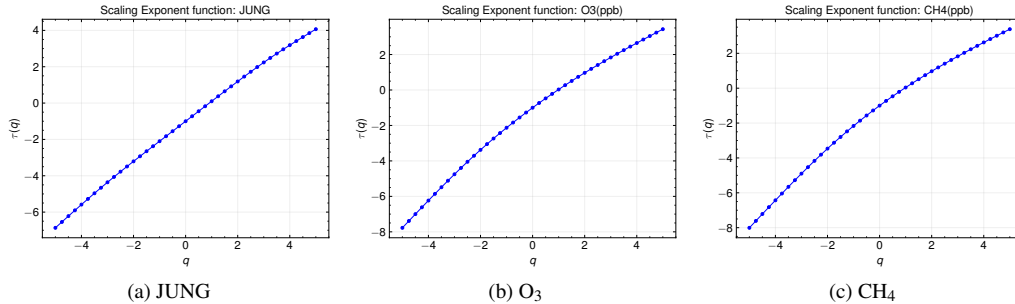 Scaling Exponent function: JUNG
4
2
0
−2
−4
−6
τ(q)
−4 −2 0 2 4
q
(a) JUNG
Scaling Exponent function: O3(ppb)
2
0
−2
−4
−6
−8
τ(q)
−4 −2 0 2 4
q
(b) O₃
Scaling Exponent function: CH4(ppb)
2
0
−2
−4
−6
−8
τ(q)
−4 −2 0 2 4
q
(c) CH₄